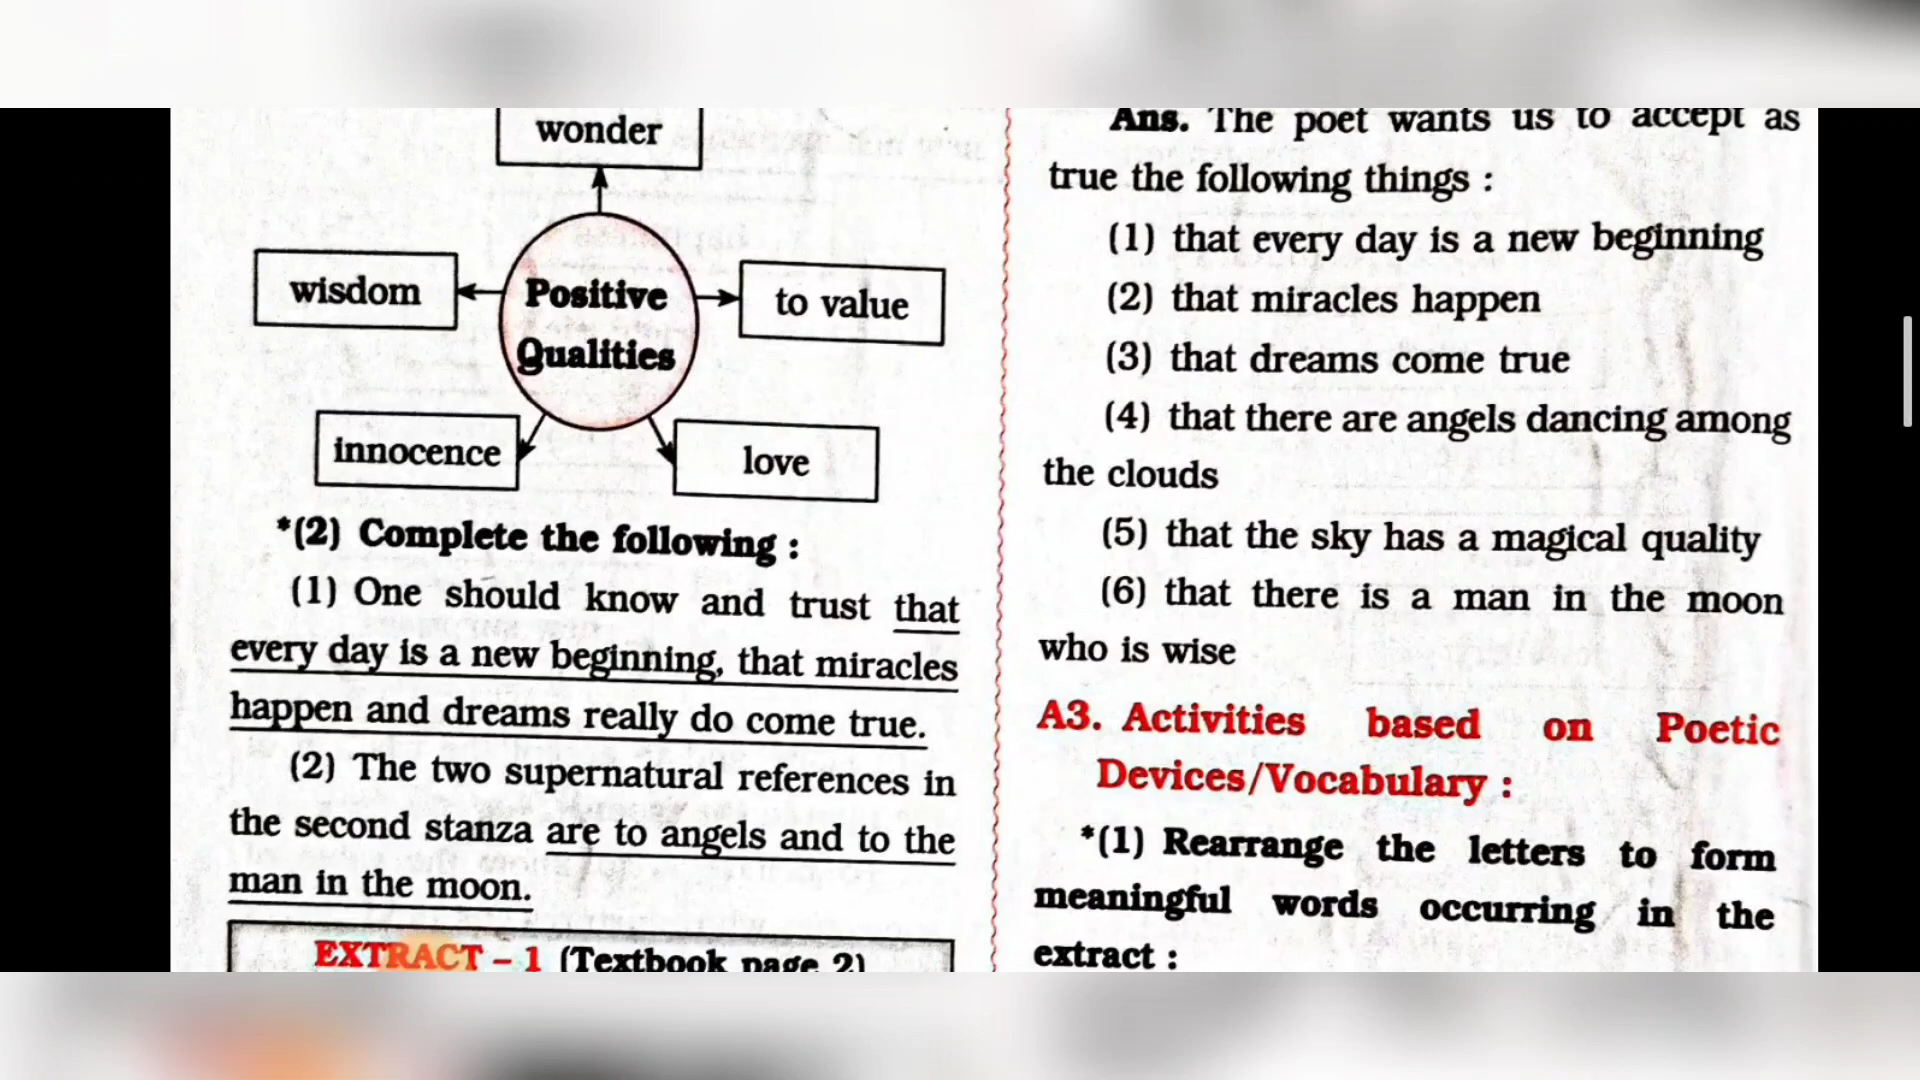 wonder
wisdom
Positive
Qualities
to value
innocence
love
*(2) Complete the following :
(1) One should know and trust that
every day is a new beginning, that miracles
happen and dreams really do come true.
(2) The two supernatural references in
the second stanza are to angels and to the
man in the moon.
EXTRACT – 1 (Textbook page 2)
Ans. The poet wants us to accept as
true the following things :
(1) that every day is a new beginning
(2) that miracles happen
(3) that dreams come true
(4) that there are angels dancing among
the clouds
(5) that the sky has a magical quality
(6) that there is a man in the moon
who is wise
A3. Activities based on Poetic
Devices/Vocabulary :
*(1) Rearrange the letters to form
meaningful words occurring in the
extract :